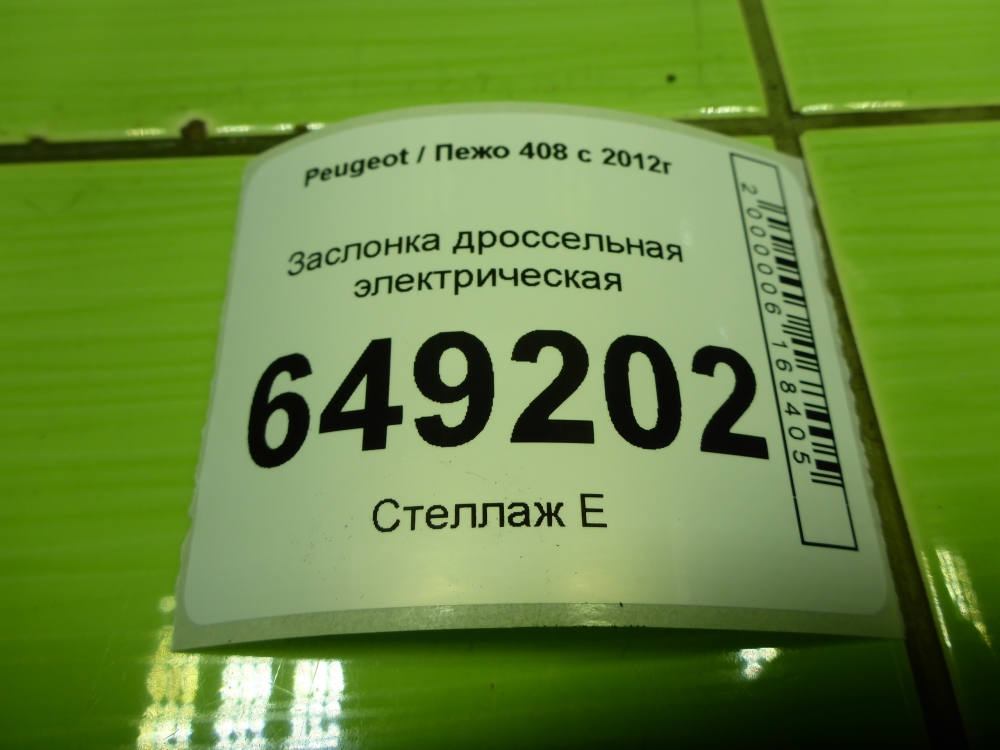 Peugeot / Пежо 408 с 2012г
Заслонка дроссельная
электрическая
649202
Стеллаж Е
2000006168405